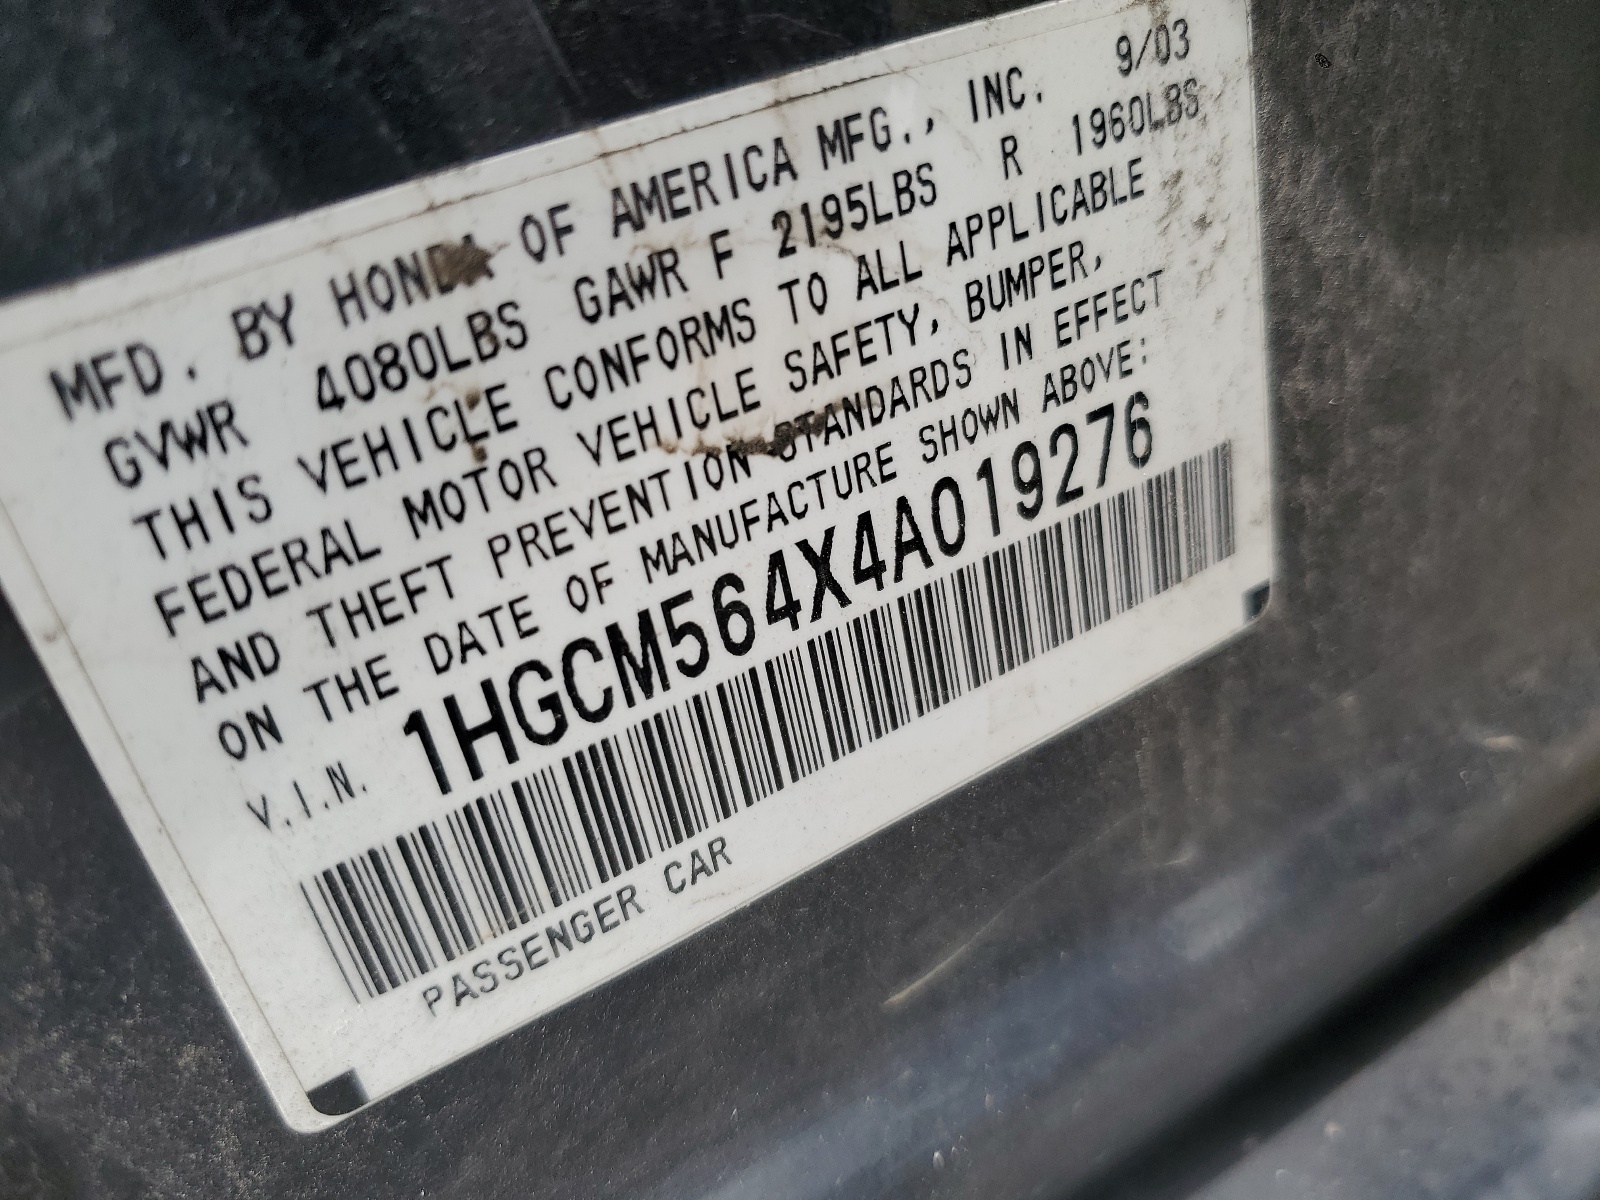 MFD. BY HONDA OF AMERICA MFG., INC. 9/03
GVWR 4080LBS GAWR F 2195LBS R 1960LBS
THIS VEHICLE CONFORMS TO ALL APPLICABLE
FEDERAL MOTOR VEHICLE SAFETY, BUMPER,
AND THEFT PREVENTION STANDARDS IN EFFECT
ON THE DATE OF MANUFACTURE SHOWN ABOVE:
V.I.N. 1HGCM564X4A019276
PASSENGER CAR